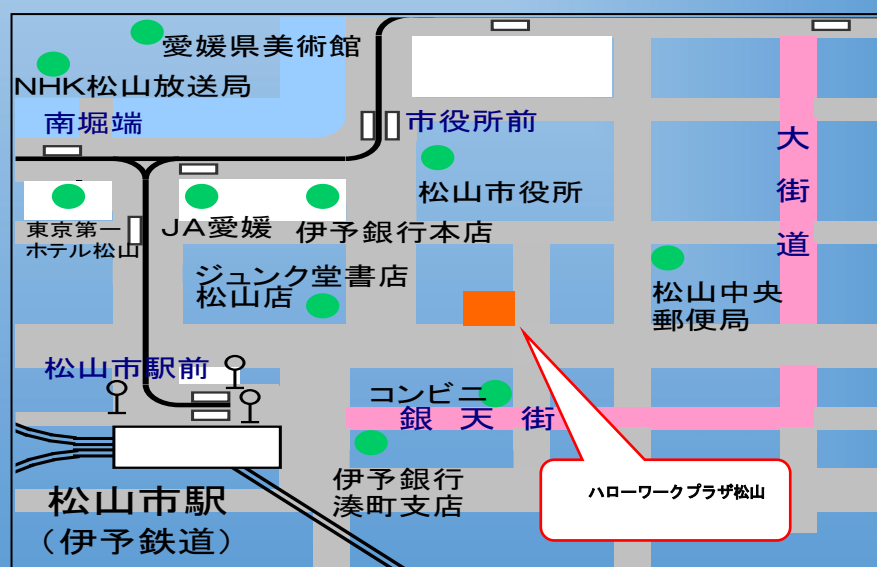 愛媛県美術館
NHK松山放送局
南堀端
市役所前
大街道
松山市役所
東京第一
ホテル松山
JA愛媛
伊予銀行本店
ジュンク堂書店
松山店
松山中央
郵便局
松山市駅前
コンビニ
銀天街
伊予銀行
湊町支店
ハローワークプラザ松山
松山市駅
（伊予鉄道）